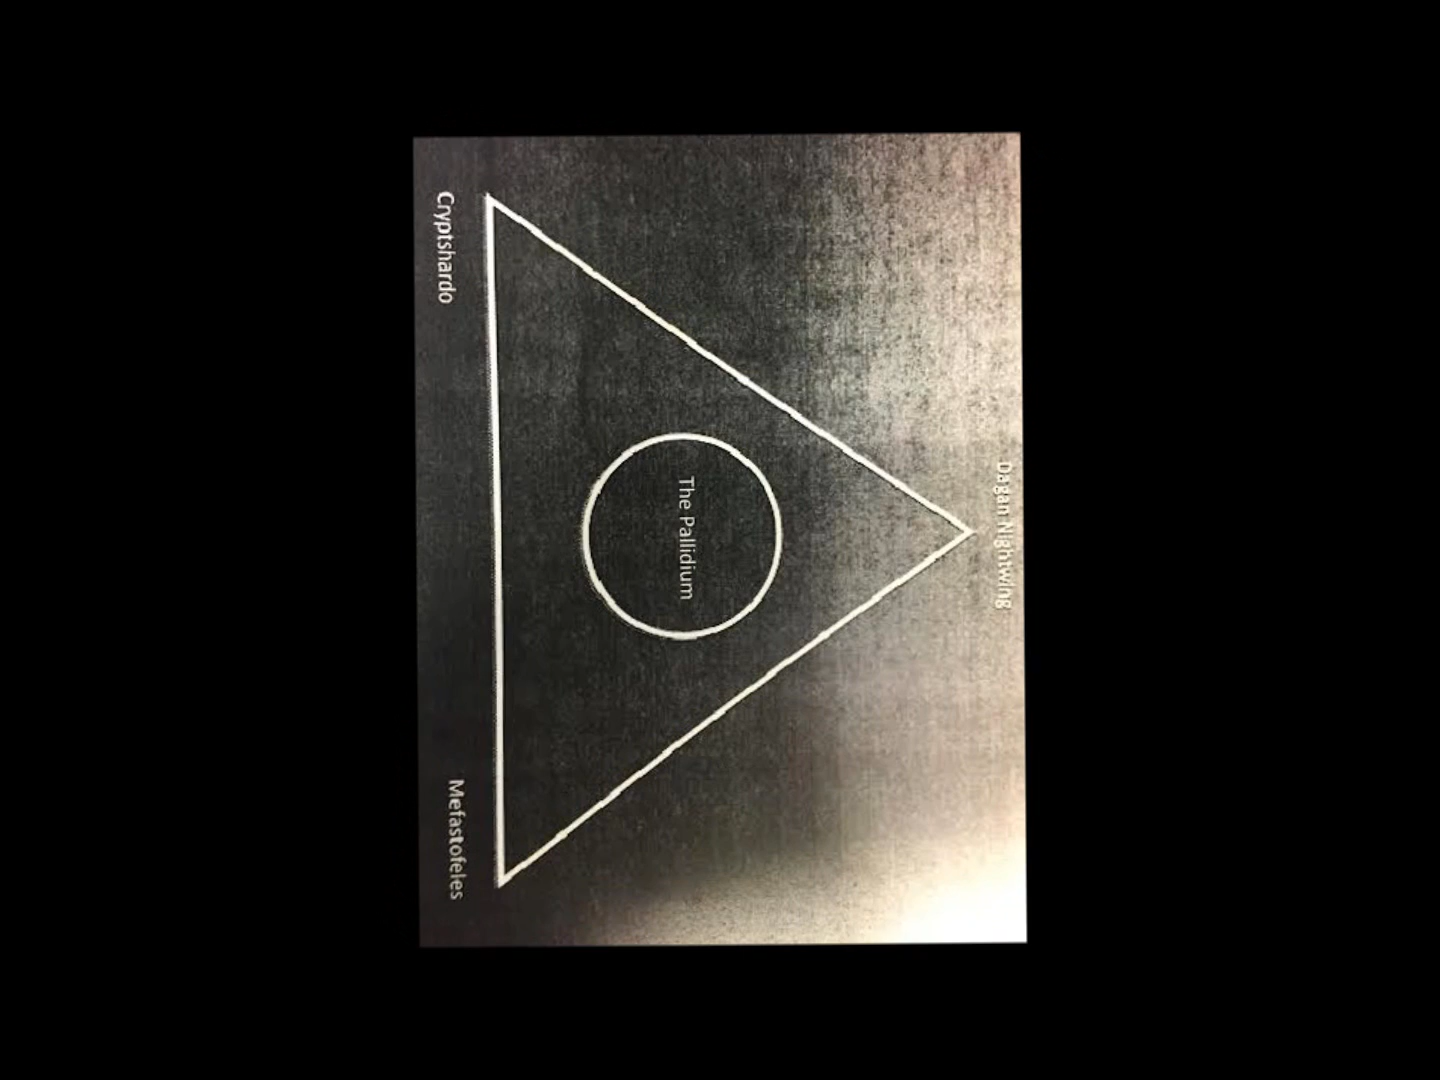 Dagan Nightwing
The Pallidium
Cryptshardo
Mefastofeles